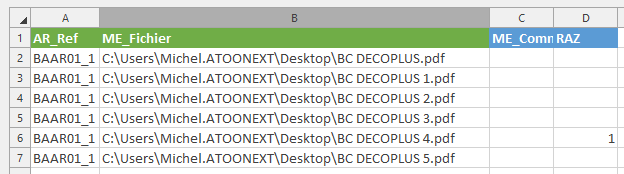 A B C D
1 AR_Ref ME_Fichier ME_Comm RAZ
2 BAAR01_1 C:\Users\Michel.ATOONEXT\Desktop\BC DECOPLUS.pdf
3 BAAR01_1 C:\Users\Michel.ATOONEXT\Desktop\BC DECOPLUS 1.pdf
4 BAAR01_1 C:\Users\Michel.ATOONEXT\Desktop\BC DECOPLUS 2.pdf
5 BAAR01_1 C:\Users\Michel.ATOONEXT\Desktop\BC DECOPLUS 3.pdf
6 BAAR01_1 C:\Users\Michel.ATOONEXT\Desktop\BC DECOPLUS 4.pdf 1
7 BAAR01_1 C:\Users\Michel.ATOONEXT\Desktop\BC DECOPLUS 5.pdf